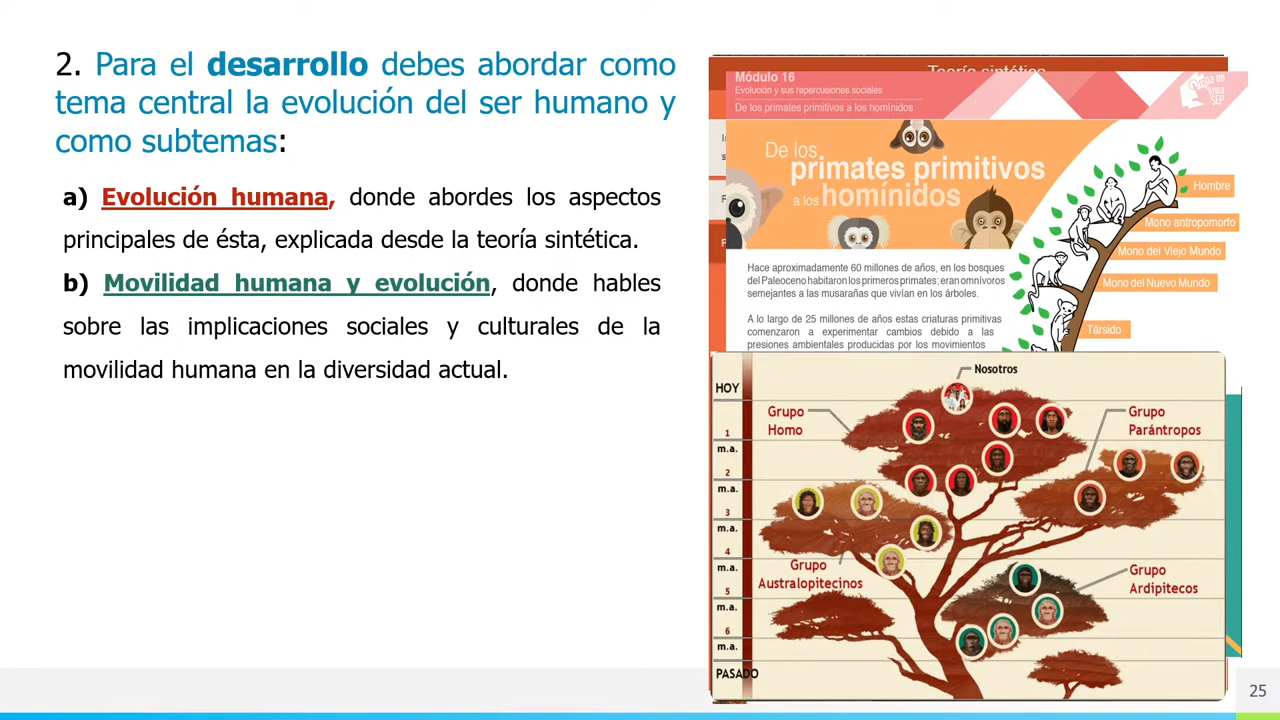 2. Para el desarrollo debes abordar como
tema central la evolución del ser humano y
como subtemas:
a) Evolución humana, donde abordes los aspectos
principales de ésta, explicada desde la teoría sintética.
b) Movilidad humana y evolución, donde hables
sobre las implicaciones sociales y culturales de la
movilidad humana en la diversidad actual.
Módulo 16
Evolución y sus repercusiones sociales
De los primates primitivos a los homínidos
De los
primates primitivos
a los homínidos
Hace aproximadamente 60 millones de años, en los bosques
del Paleoceno habitaron los primeros primates; eran omnívoros
semejantes a las musarañas que vivían en los árboles.
A lo largo de 25 millones de años estas criaturas primitivas
comenzaron a experimentar cambios debido a las
presiones ambientales producidas por los movimientos
Hombre
Mono antropomorfo
Mono del Viejo Mundo
Mono del Nuevo Mundo
Társido
Nosotros
HOY
Grupo
Homo
Grupo
Parántropos
1
m.a.
2
m.a.
3
m.a.
4
m.a.
5
m.a.
6
m.a.
PASADO
Grupo
Australopitecinos
Grupo
Ardipitecos
25